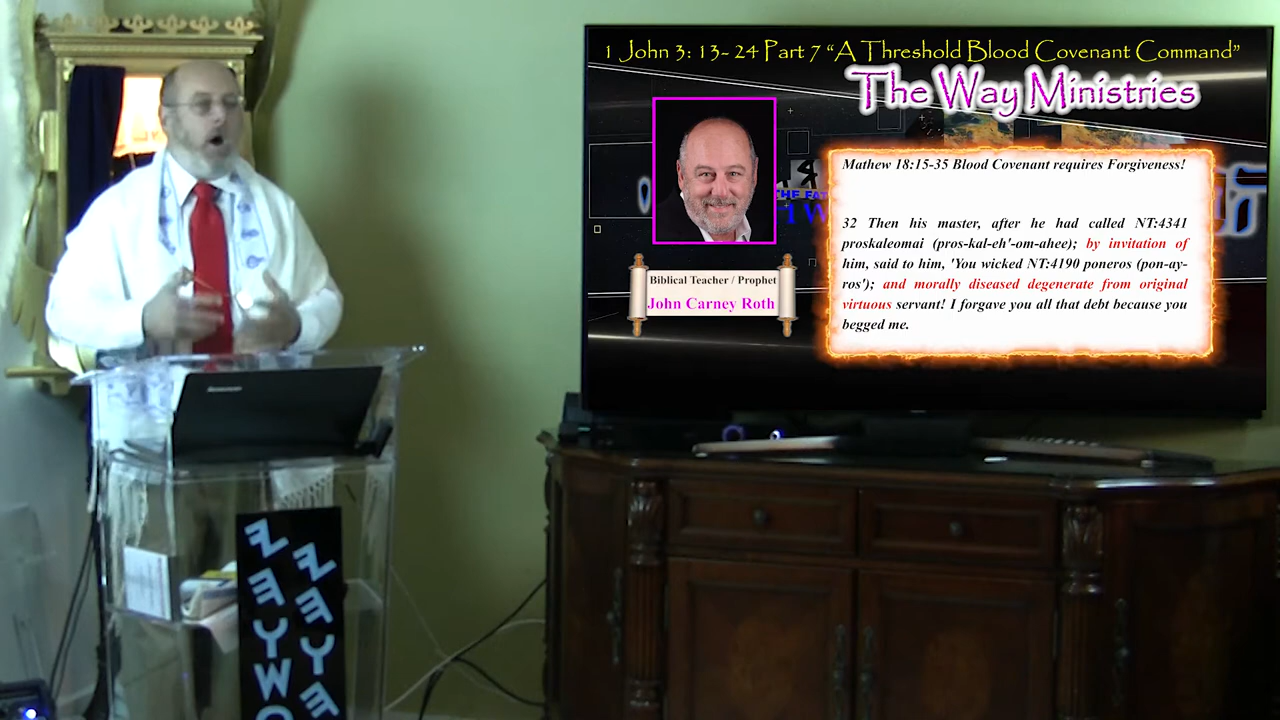 1 John 3: 13- 24 Part 7 “A Threshold Blood Covenant Command”
The Way Ministries
Mathew 18:15-35 Blood Covenant requires Forgiveness!
32 Then his master, after he had called NT:4341
proskaleomai (pros-kal-eh'-om-ahee); by invitation of
him, said to him, 'You wicked NT:4190 poneros (pon-ay-
ros'); and morally diseased degenerate from original
virtuous servant! I forgave you all that debt because you
begged me.
THE FAT
Biblical Teacher / Prophet
John Carney Roth
lenovo